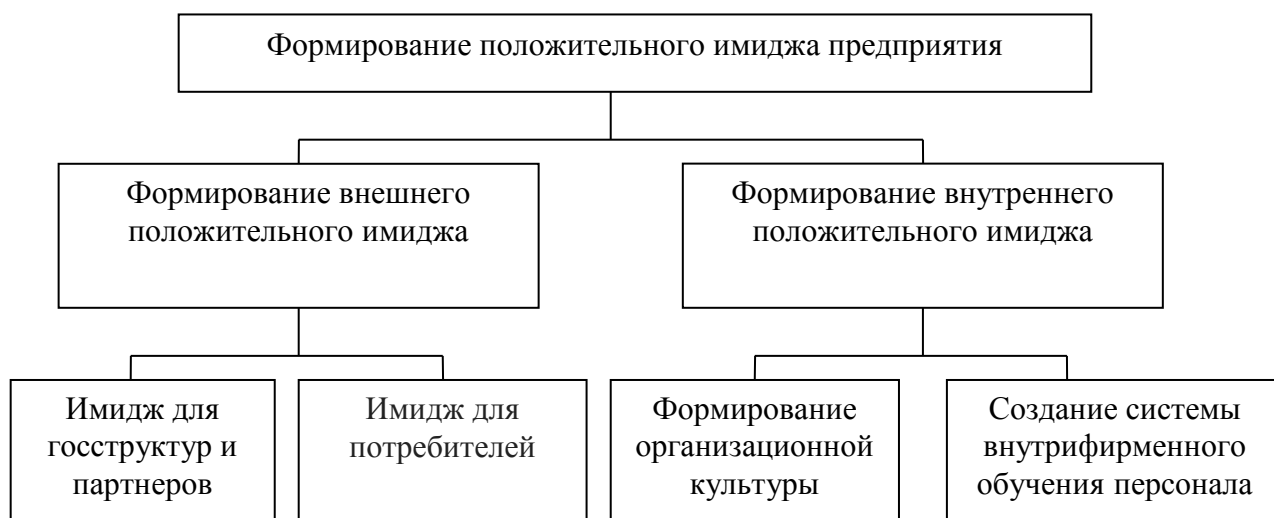 Формирование положительного имиджа предприятия
Формирование внешнего
положительного имиджа
Формирование внутреннего
положительного имиджа
Имидж для
госструктур и
партнеров
Имидж для
потребителей
Формирование
организационной
культуры
Создание системы
внутрифирменного
обучения персонала